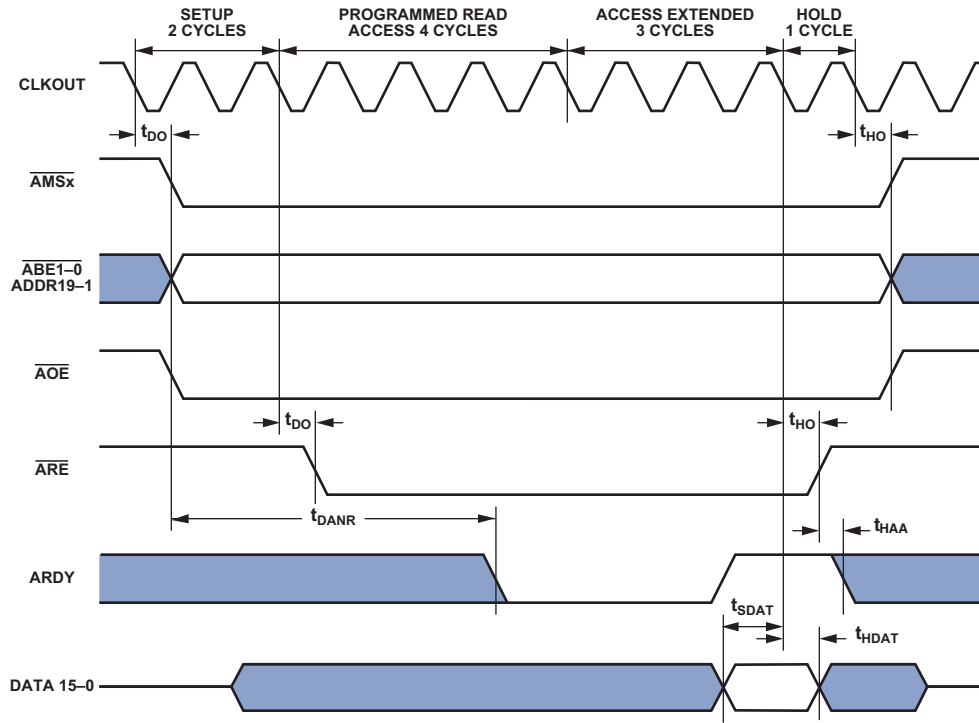 SETUP
2 CYCLES
PROGRAMMED READ
ACCESS 4 CYCLES
ACCESS EXTENDED
3 CYCLES
HOLD
1 CYCLE
CLKOUT
tDO
tHO
AMSx
ABE1–0
ADDR19–1
AOE
tDO
tHO
ARE
tDANR
tHAA
ARDY
tSDAT
tHDAT
DATA 15–0